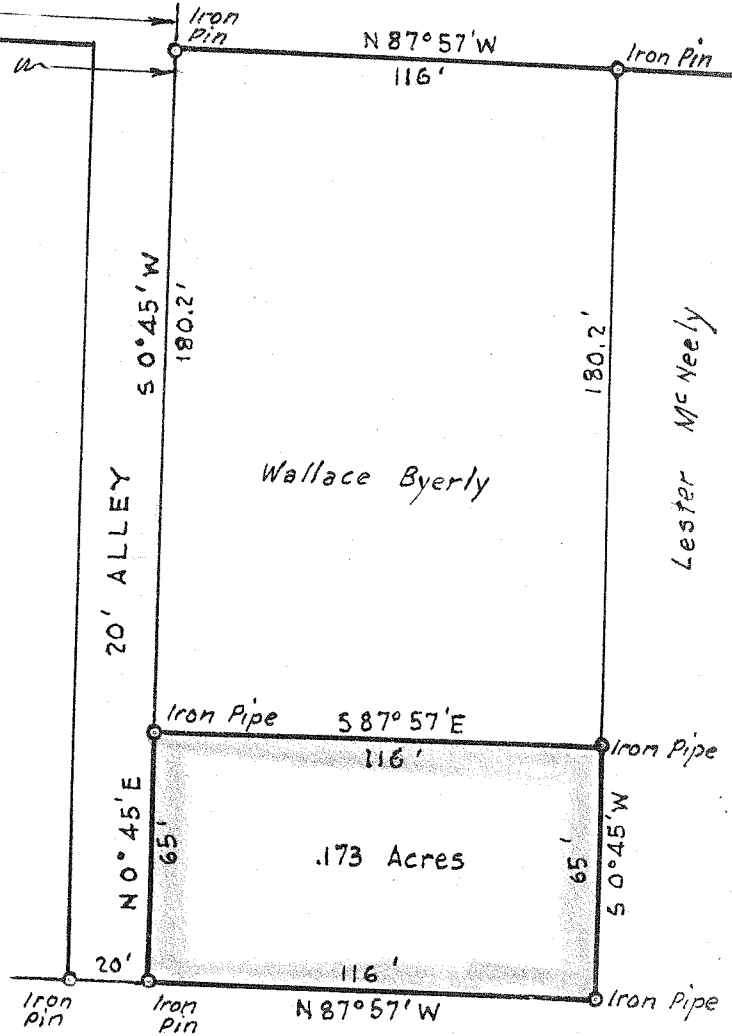 Iron
Pin
N 87°57'W
116'
Iron Pin
S 0°45'W
180.2'
180.2'
Lester McNeely
Wallace Byerly
20' ALLEY
Iron Pipe
S 87°57'E
116'
Iron Pipe
N 0°45'E
65'
.173 Acres
65'
S 0°45'W
20'
116'
Iron
Pin
Iron
Pin
N 87°57'W
Iron Pipe